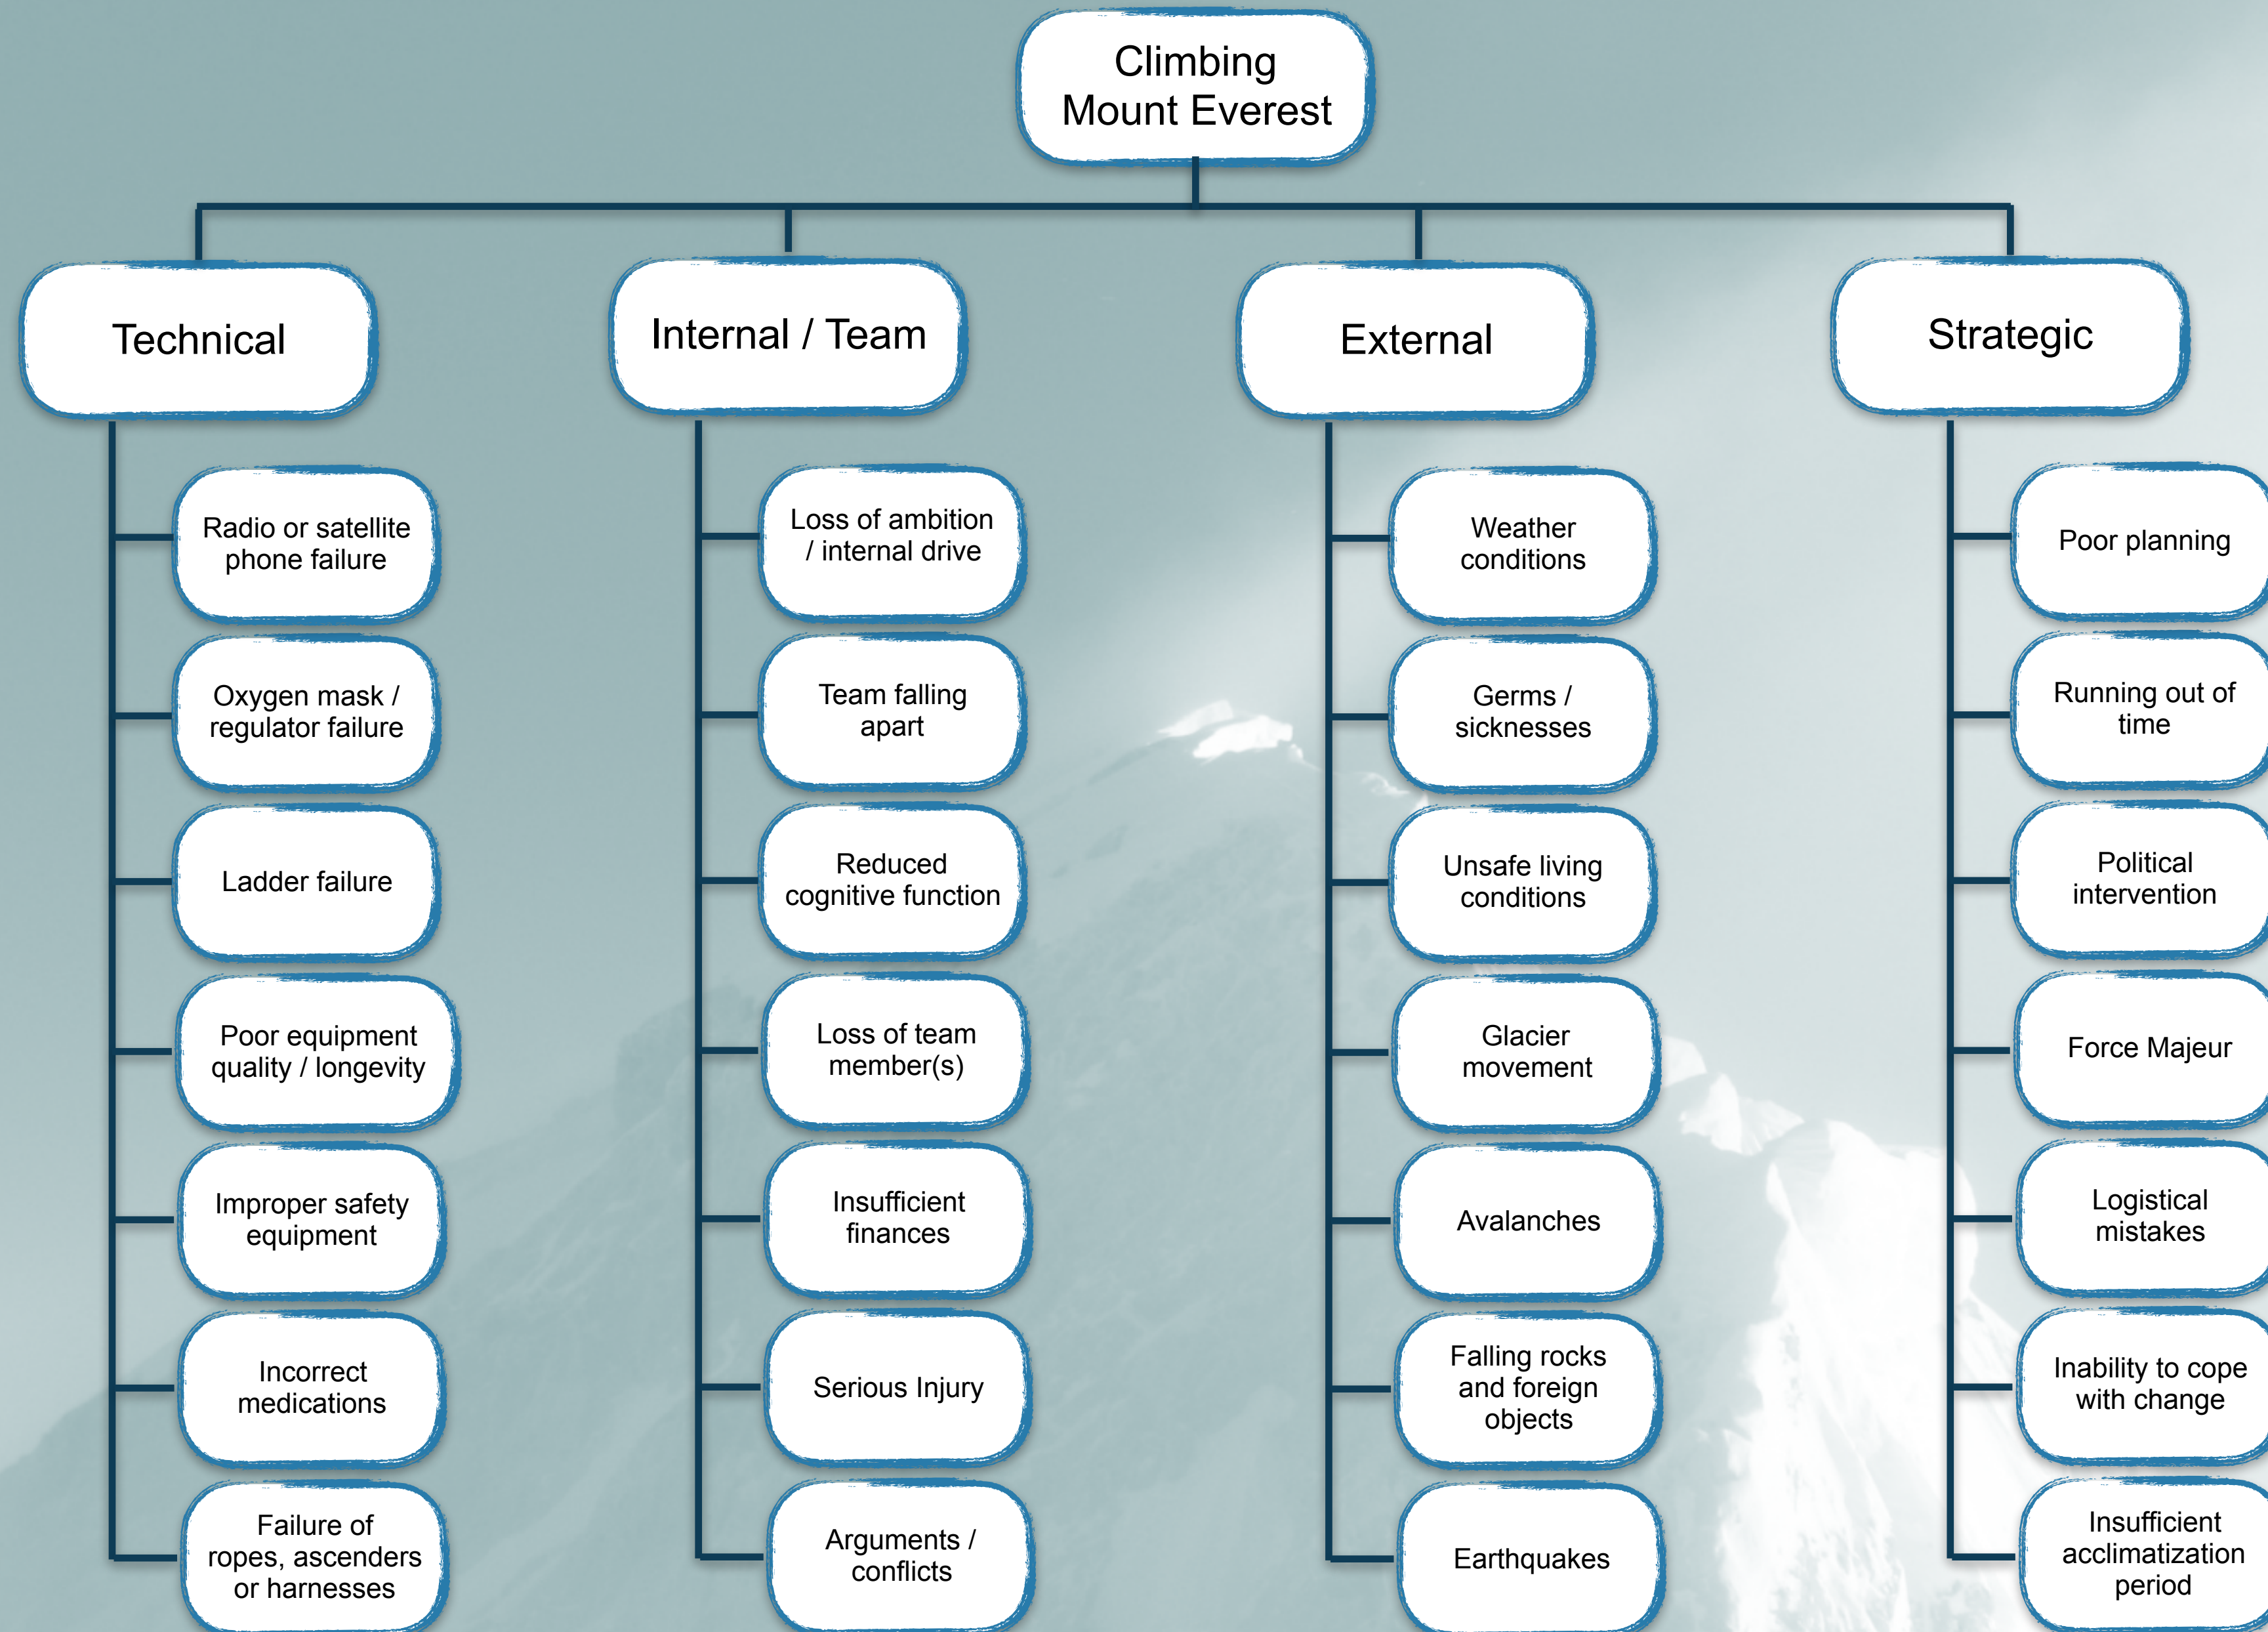 Climbing
Mount Everest
Technical
Internal / Team
External
Strategic
Radio or satellite
phone failure
Oxygen mask /
regulator failure
Ladder failure
Poor equipment
quality / longevity
Improper safety
equipment
Incorrect
medications
Failure of
ropes, ascenders
or harnesses
Loss of ambition
/ internal drive
Team falling
apart
Reduced
cognitive function
Loss of team
member(s)
Insufficient
finances
Serious Injury
Arguments /
conflicts
Weather
conditions
Germs /
sicknesses
Unsafe living
conditions
Glacier
movement
Avalanches
Falling rocks
and foreign
objects
Earthquakes
Poor planning
Running out of
time
Political
intervention
Force Majeur
Logistical
mistakes
Inability to cope
with change
Insufficient
acclimatization
period